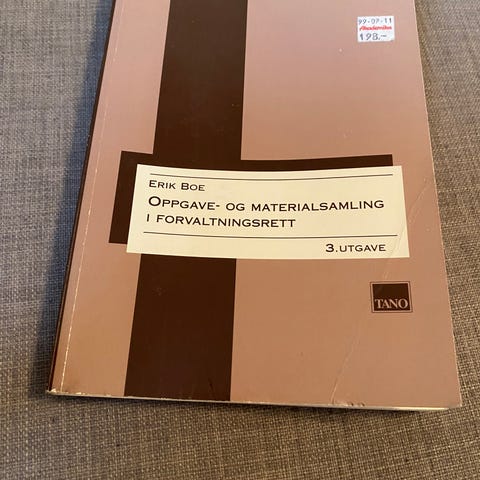 99-07-11
Akademika
198.-
ERIK BOE
OPPGAVE- OG MATERIALSAMLING
I FORVALTNINGSRETT
3. UTGAVE
TANO